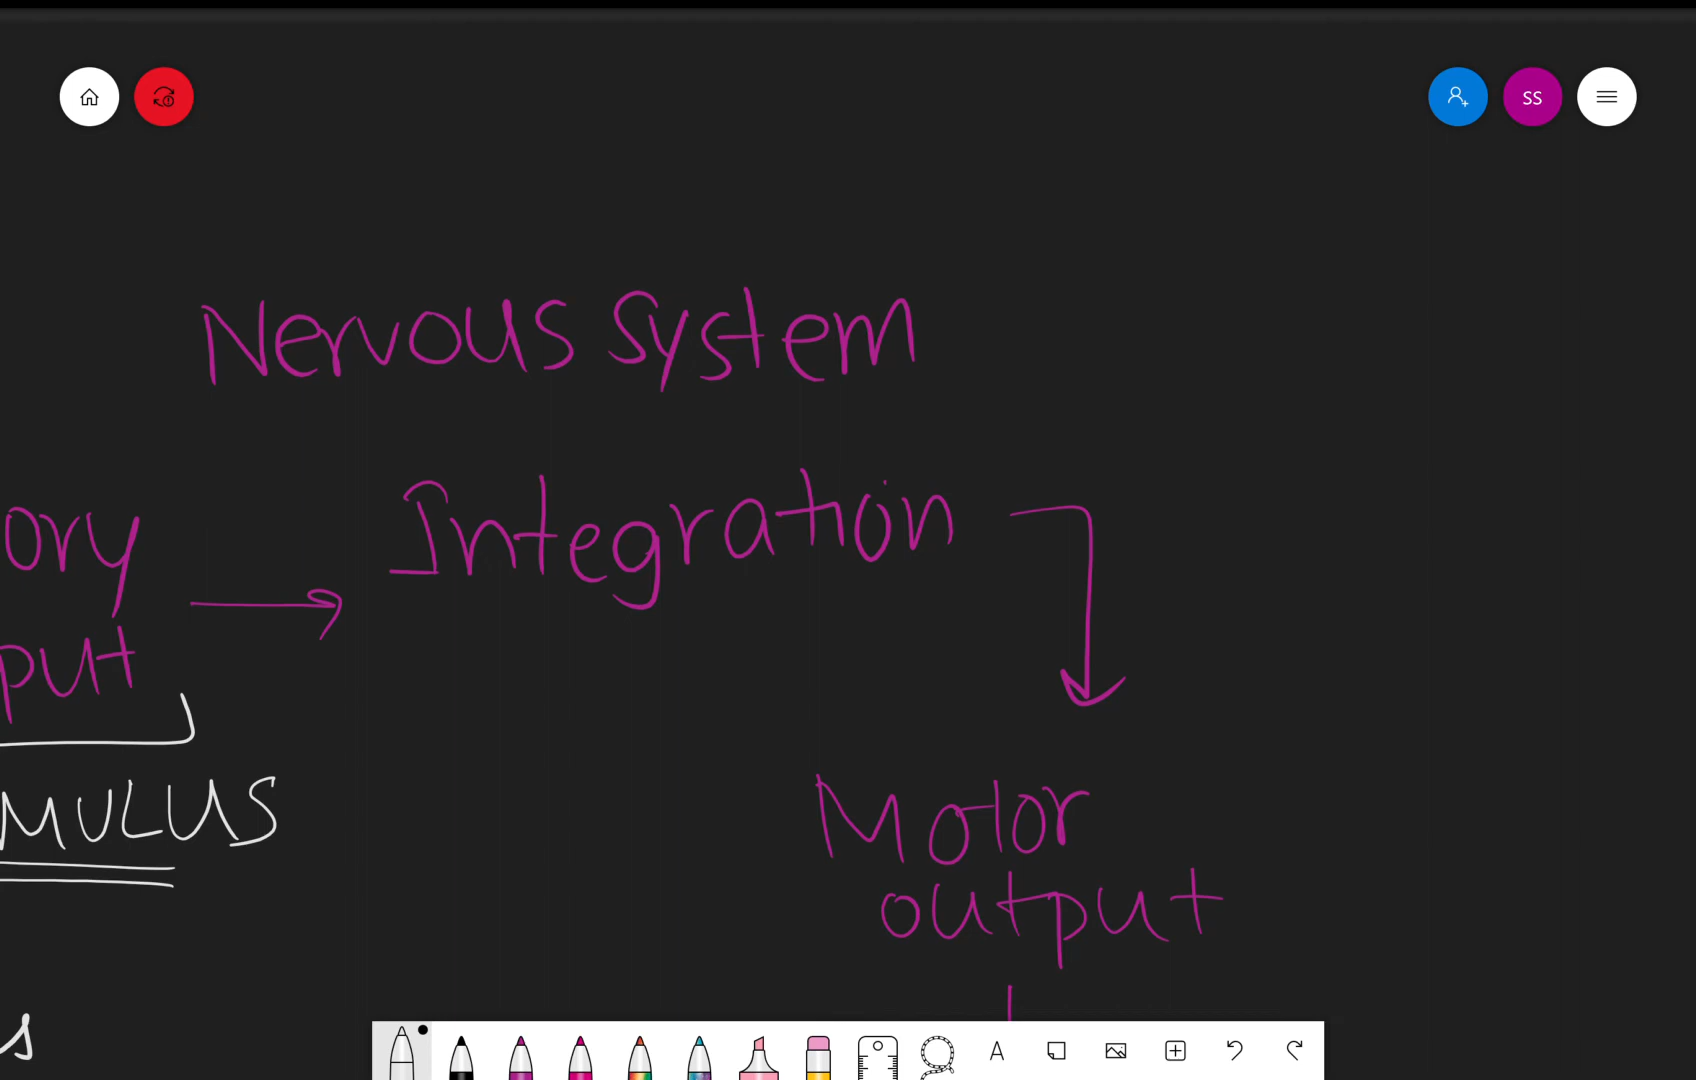 SS
Nervous System
ory → Integration
put
MULUS
Motor
output
s
A